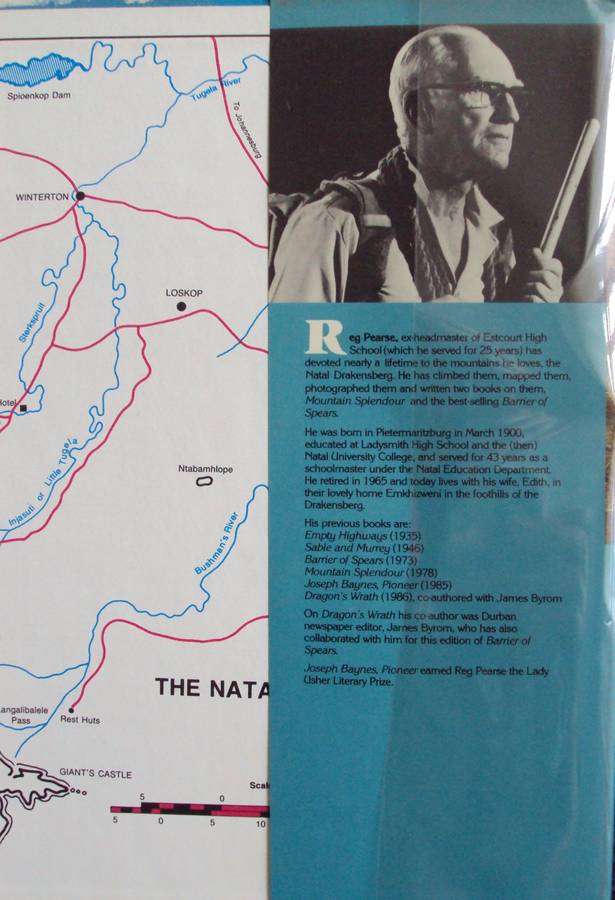 Spioenkop Dam
Tugela River
To Johannesburg
WINTERTON
LOSKOP
Sterkspruit
Hotel
Ntabamhlope
Injasuti or Little Tugela
Bushman's River
THE NATA
angalibalele
Pass
Rest Huts
GIANT'S CASTLE
Scal
5 0
5 0 5 10
Reg Pearse, ex-headmaster of Estcourt High
School (which he served for 25 years) has
devoted nearly a lifetime to the mountains he loves, the
Natal Drakensberg. He has climbed them, mapped them,
photographed them and written two books on them,
Mountain Splendour and the best-selling Barrier of
Spears.
He was born in Pietermaritzburg in March 1900,
educated at Ladysmith High School and the (then)
Natal University College, and served for 43 years as a
schoolmaster under the Natal Education Department.
He retired in 1965 and today lives with his wife, Edith, in
their lovely home Emkhizweni in the foothills of the
Drakensberg.
His previous books are:
Empty Highways (1935)
Sable and Murrey (1946)
Barrier of Spears (1973)
Mountain Splendour (1978)
Joseph Baynes, Pioneer (1985)
Dragon's Wrath (1986), co-authored with James Byrom
On Dragon's Wrath his co-author was Durban
newspaper editor, James Byrom, who has also
collaborated with him for this edition of Barrier of
Spears.
Joseph Baynes, Pioneer earned Reg Pearse the Lady
Usher Literary Prize.